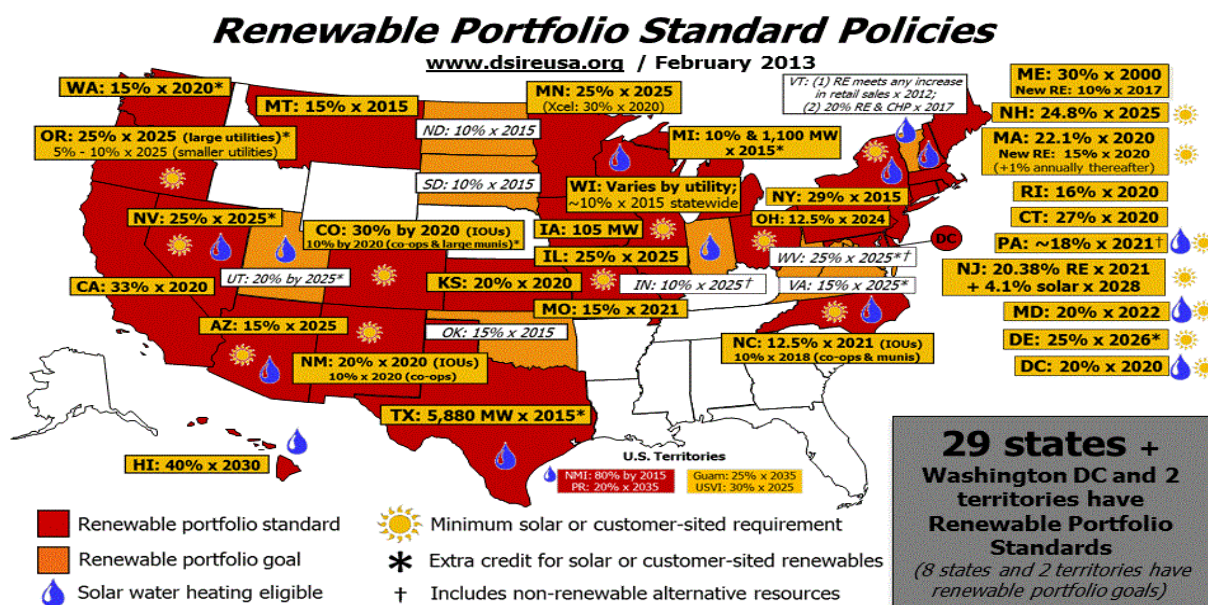 Renewable Portfolio Standard Policies
www.dsireusa.org / February 2013
WA: 15% x 2020*
MT: 15% x 2015
MN: 25% x 2025
(Xcel: 30% x 2020)
VT: (1) RE meets any increase
in retail sales x 2012;
(2) 20% RE & CHP x 2017
ME: 30% x 2000
New RE: 10% x 2017
OR: 25% x 2025 (large utilities)*
5% - 10% x 2025 (smaller utilities)
ND: 10% x 2015
MI: 10% & 1,100 MW
x 2015*
NH: 24.8% x 2025
MA: 22.1% x 2020
New RE: 15% x 2020
(+1% annually thereafter)
SD: 10% x 2015
WI: Varies by utility;
~10% x 2015 statewide
NY: 29% x 2015
RI: 16% x 2020
NV: 25% x 2025*
CO: 30% by 2020 (IOUs)
10% by 2020 (co-ops & large munis)*
IA: 105 MW
OH: 12.5% x 2024
CT: 27% x 2020
DC
PA: ~18% x 2021†
IL: 25% x 2025
WV: 25% x 2025*†
UT: 20% by 2025*
CA: 33% x 2020
KS: 20% x 2020
IN: 10% x 2025†
VA: 15% x 2025*
NJ: 20.38% RE x 2021
+ 4.1% solar x 2028
MO: 15% x 2021
MD: 20% x 2022
AZ: 15% x 2025
OK: 15% x 2015
NC: 12.5% x 2021 (IOUs)
10% x 2018 (co-ops & munis)
DE: 25% x 2026*
NM: 20% x 2020 (IOUs)
10% x 2020 (co-ops)
DC: 20% x 2020
TX: 5,880 MW x 2015*
HI: 40% x 2030
U.S. Territories
NMI: 80% by 2015
PR: 20% x 2035
Guam: 25% x 2035
USVI: 30% x 2025
29 states +
Washington DC and 2
territories have
Renewable Portfolio
Standards
(8 states and 2 territories have
renewable portfolio goals)
Renewable portfolio standard
Minimum solar or customer-sited requirement
Renewable portfolio goal
* Extra credit for solar or customer-sited renewables
Solar water heating eligible
† Includes non-renewable alternative resources